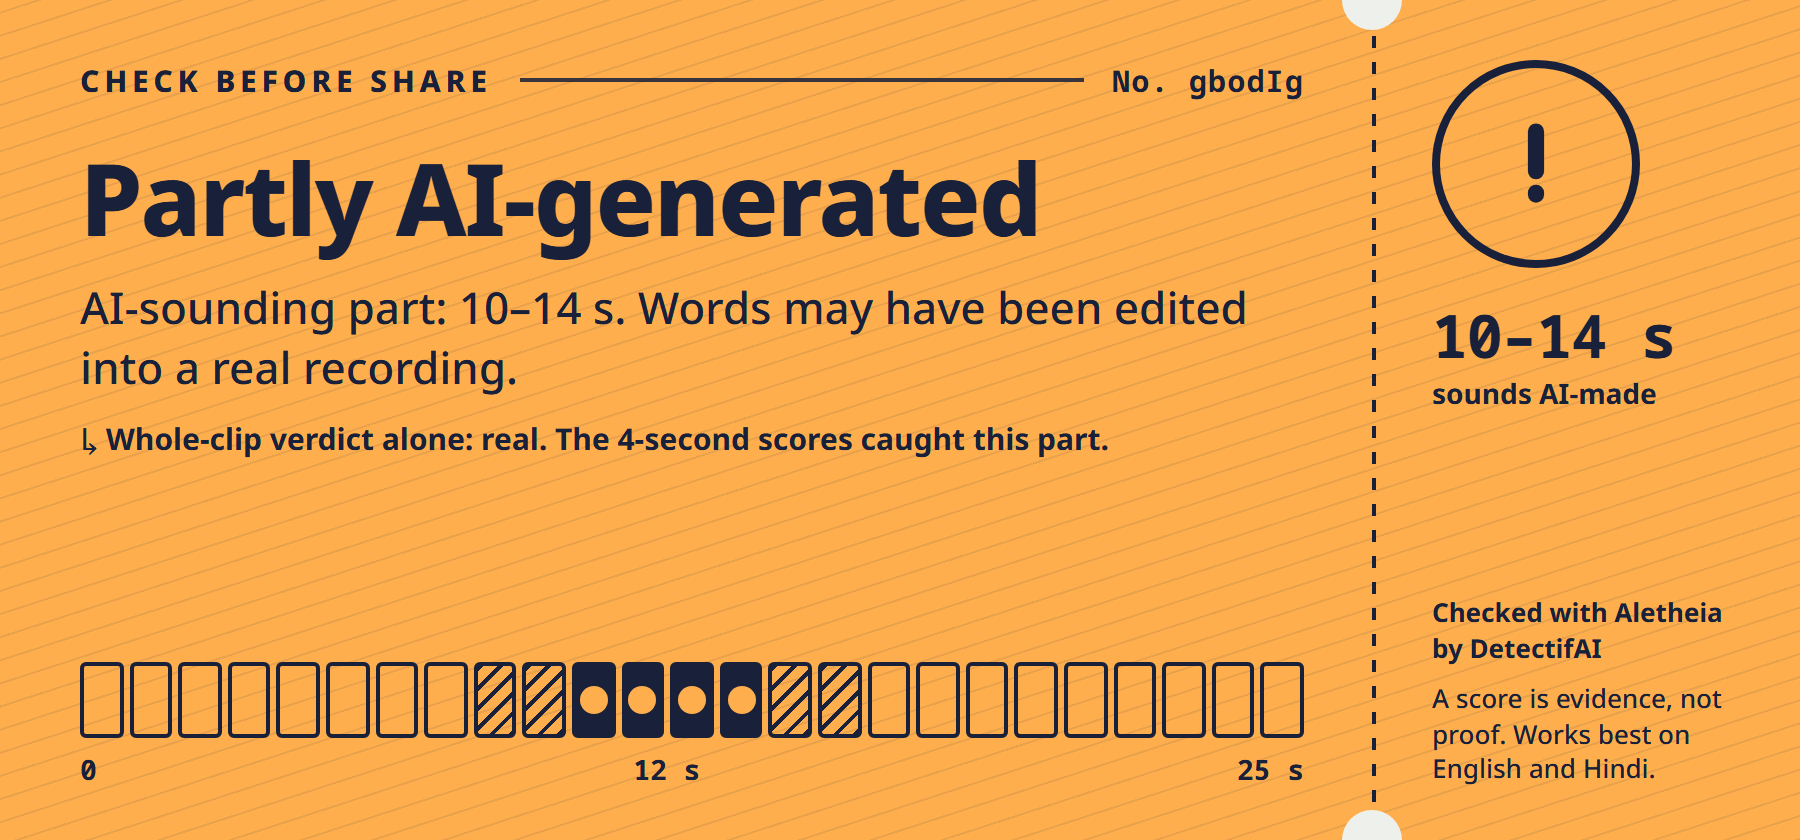 CHECK BEFORE SHARE
No. gbodIg
Partly AI-generated
AI-sounding part: 10–14 s. Words may have been edited
into a real recording.
↳ Whole-clip verdict alone: real. The 4-second scores caught this part.
0
12 s
25 s
!
10–14 s
sounds AI-made
Checked with Aletheia
by DetectifAI
A score is evidence, not
proof. Works best on
English and Hindi.